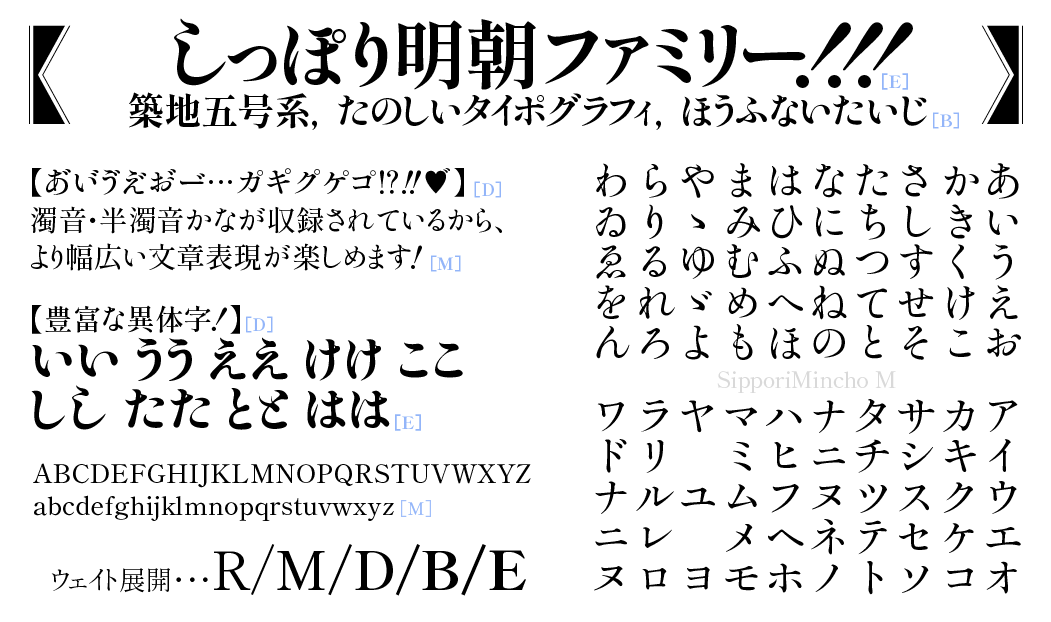 しっぽり明朝ファミリー!!! [E]
築地五号系, たのしいタイポグラフィ, ほうふないたいじ [B]
【あ゙い゙ゔえ゙お゙ー…ガギグゲゴ!?!!♥゙】 [D]
濁音・半濁音かなが収録されているから、
より幅広い文章表現が楽しめます! [M]
【豊富な異体字!】 [D]
いい うう ええ けけ ここ
しし たた とと はは [E]
ABCDEFGHIJKLMNOPQRSTUVWXYZ
abcdefghijklmnopqrstuvwxyz [M]
ウェイト展開…R/M/D/B/E
あいうえお
かきくけこ
さしすせそ
たちつてと
なにぬねの
はひふへほ
まみむめも
やゝゆゞよ
らりるれろ
わゐゑをん
SipporiMincho M
アイウエオ
カキクケコ
サシスセソ
タチツテト
ナニヌネノ
ハヒフヘホ
マミムメモ
ヤユヨ
ラリルレロ
ワドナニヌ